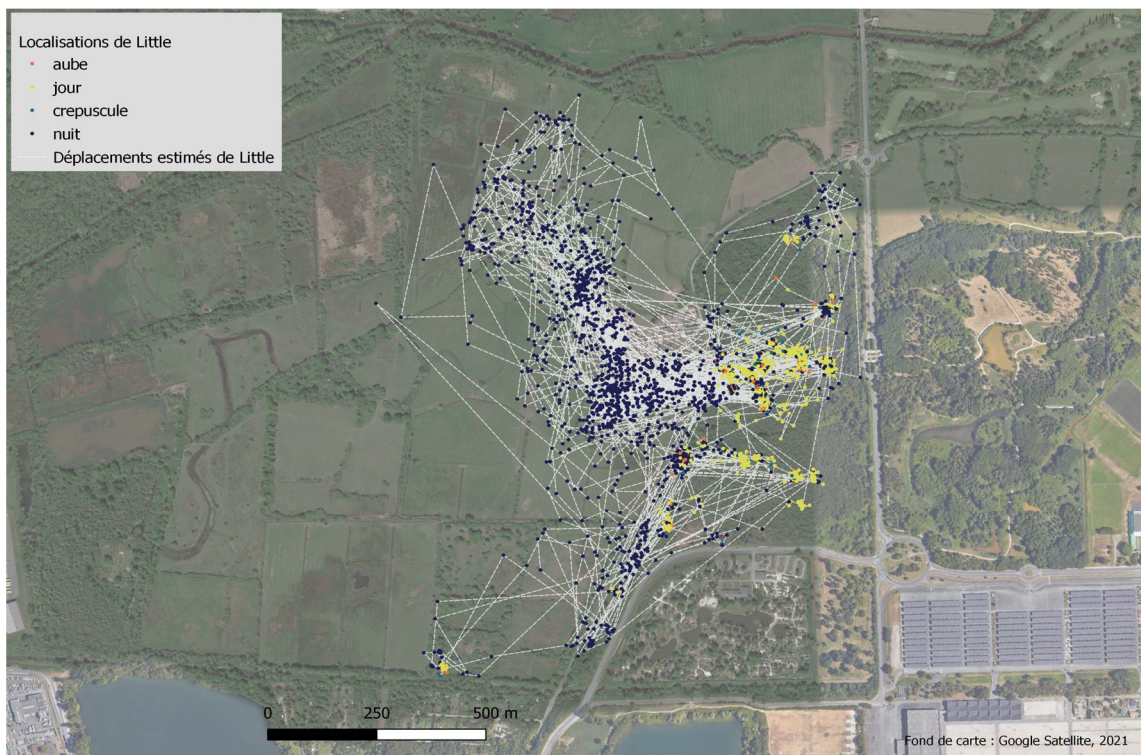 Localisations de Little
aube
jour
crepuscule
nuit
Déplacements estimés de Little
0 250 500 m
Fond de carte : Google Satellite, 2021